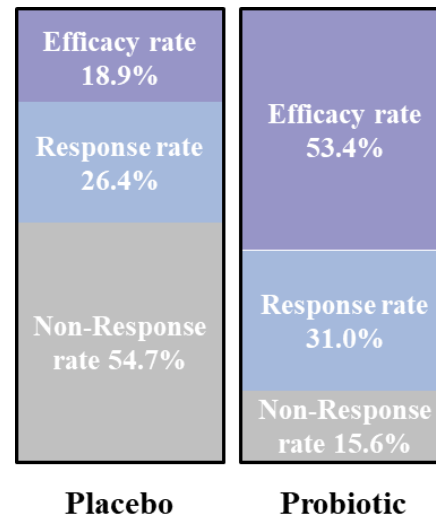 Efficacy rate
18.9%
Response rate
26.4%
Non-Response
rate 54.7%
Placebo
Efficacy rate
53.4%
Response rate
31.0%
Non-Response
rate 15.6%
Probiotic